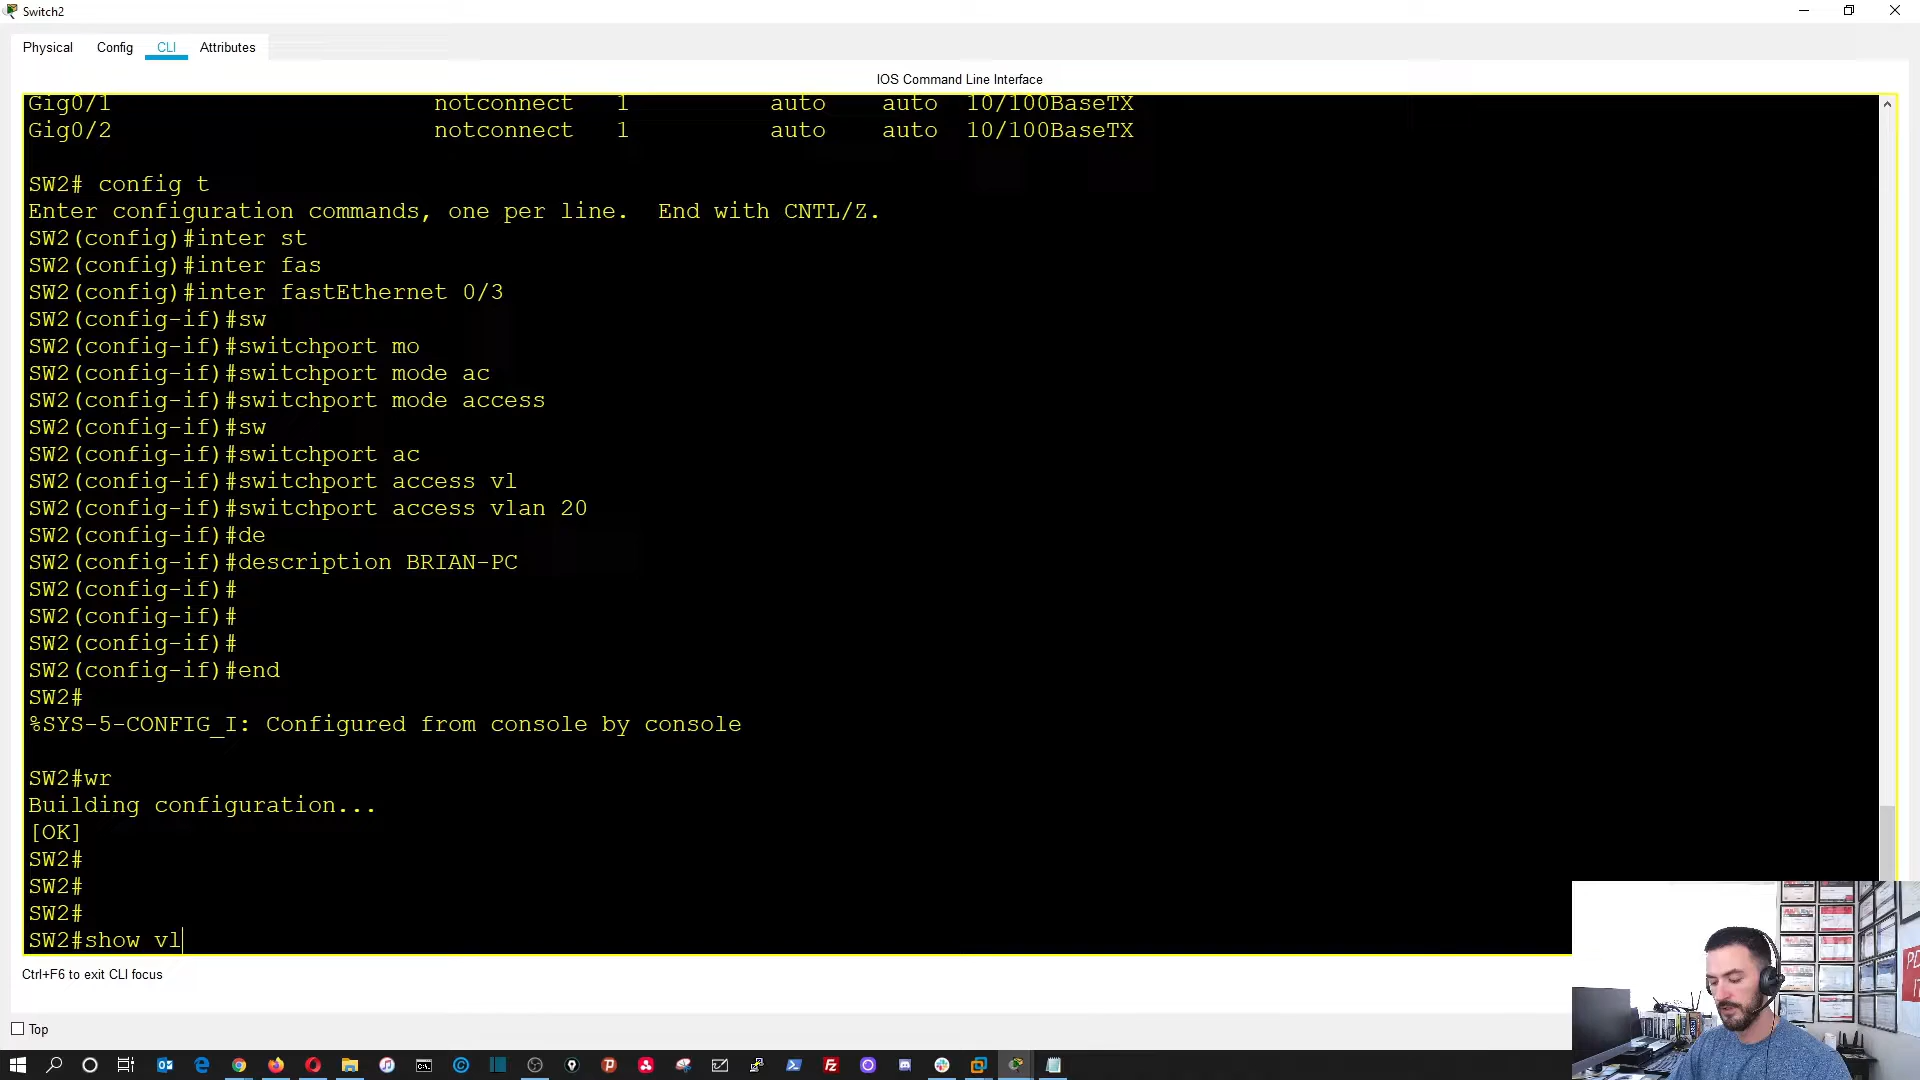 Switch2
Physical Config CLI Attributes
IOS Command Line Interface
Gig0/1 notconnect 1 auto auto 10/100BaseTX
Gig0/2 notconnect 1 auto auto 10/100BaseTX
SW2# config t
Enter configuration commands, one per line. End with CNTL/Z.
SW2(config)#inter st
SW2(config)#inter fas
SW2(config)#inter fastEthernet 0/3
SW2(config-if)#sw
SW2(config-if)#switchport mo
SW2(config-if)#switchport mode ac
SW2(config-if)#switchport mode access
SW2(config-if)#sw
SW2(config-if)#switchport ac
SW2(config-if)#switchport access vl
SW2(config-if)#switchport access vlan 20
SW2(config-if)#de
SW2(config-if)#description BRIAN-PC
SW2(config-if)#
SW2(config-if)#
SW2(config-if)#
SW2(config-if)#end
SW2#
%SYS-5-CONFIG_I: Configured from console by console
SW2#wr
Building configuration...
[OK]
SW2#
SW2#
SW2#
SW2#show vl
Ctrl+F6 to exit CLI focus
Top